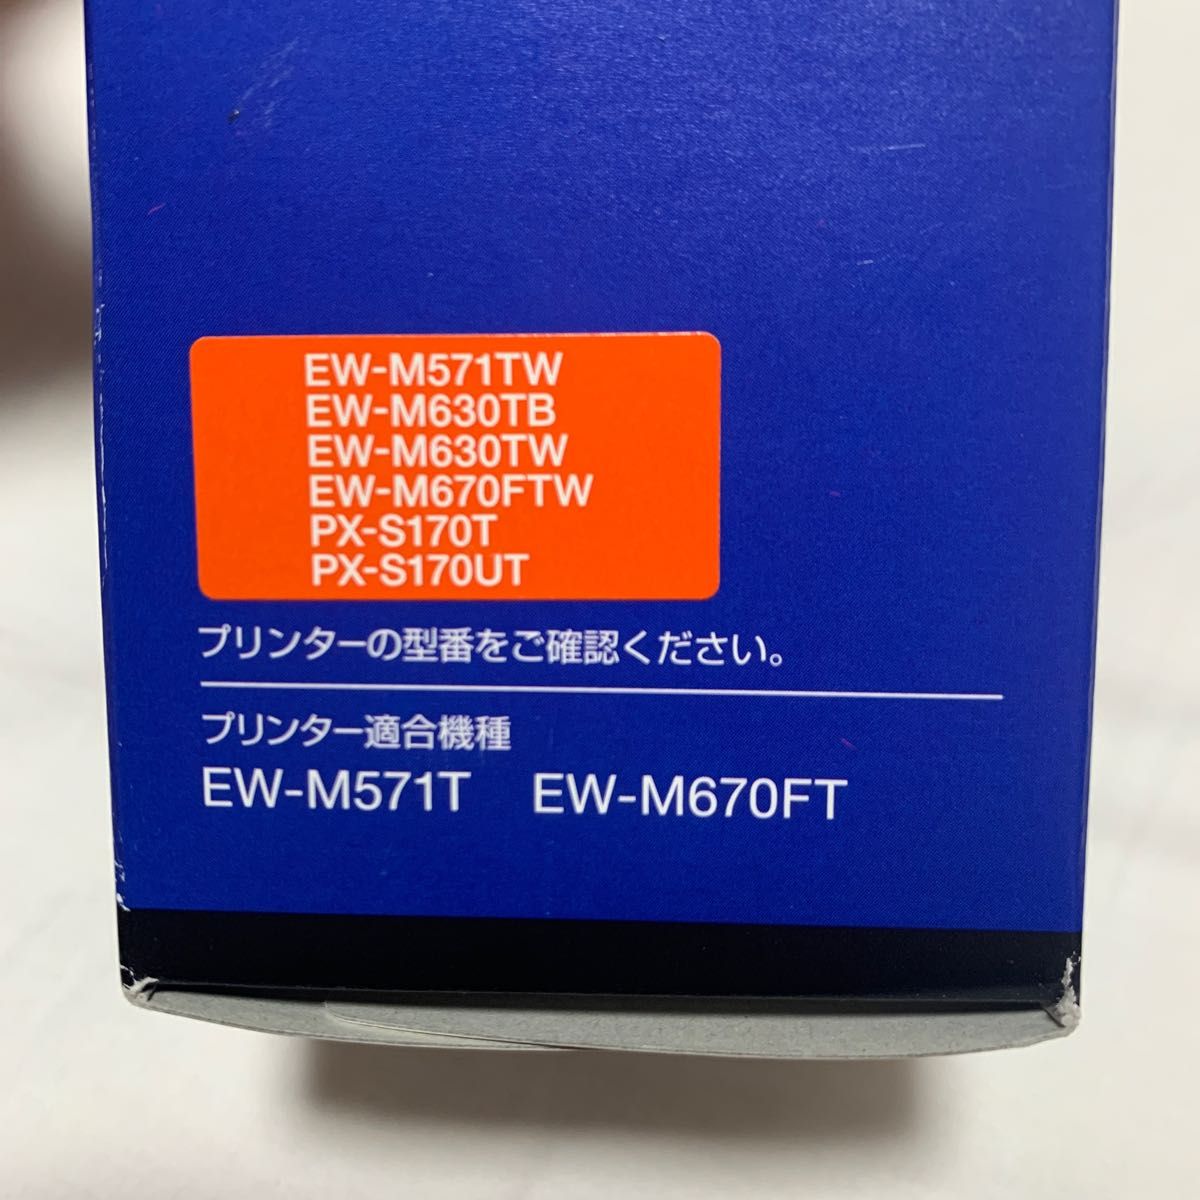 EW-M571TW
EW-M630TB
EW-M630TW
EW-M670FTW
PX-S170T
PX-S170UT
プリンターの型番をご確認ください。
プリンター適合機種
EW-M571T EW-M670FT